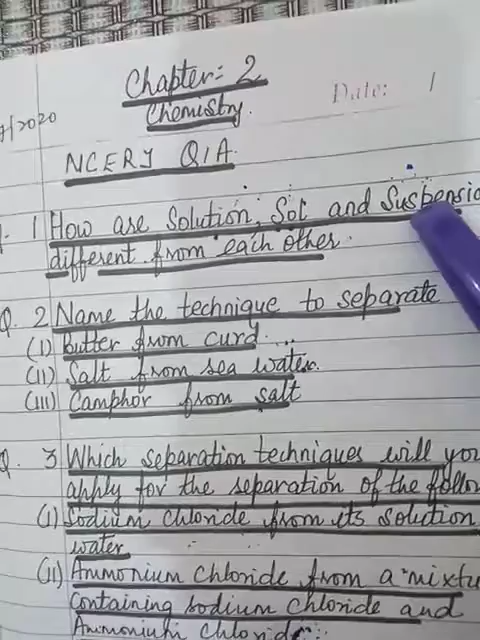 Chapter: 2
Chemistry.
Date: 1
/2020
NCERT Q/A
1 How are Solution, Sol and Suspensio
different from each other.
Q. 2 Name the technique to separate
(i) Butter from curd.
(ii) Salt from sea water.
(iii) Camphor from salt
Q. 3 Which separation techniques will you
apply for the separation of the follow
(i) Sodium chloride from its solution
water
(ii) Ammonium chloride from a mixtu
containing sodium chloride and
Ammonium chloride